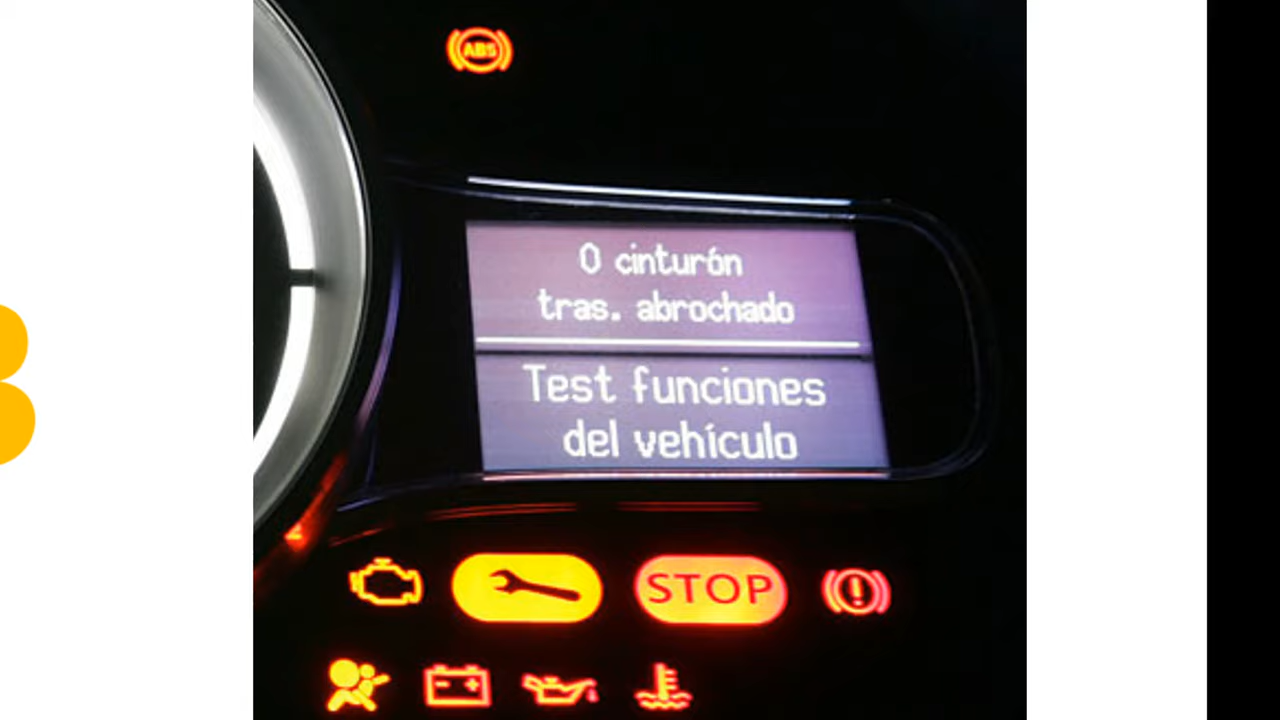 ABS
0 cinturón
tras. abrochado
Test funciones
del vehículo
STOP